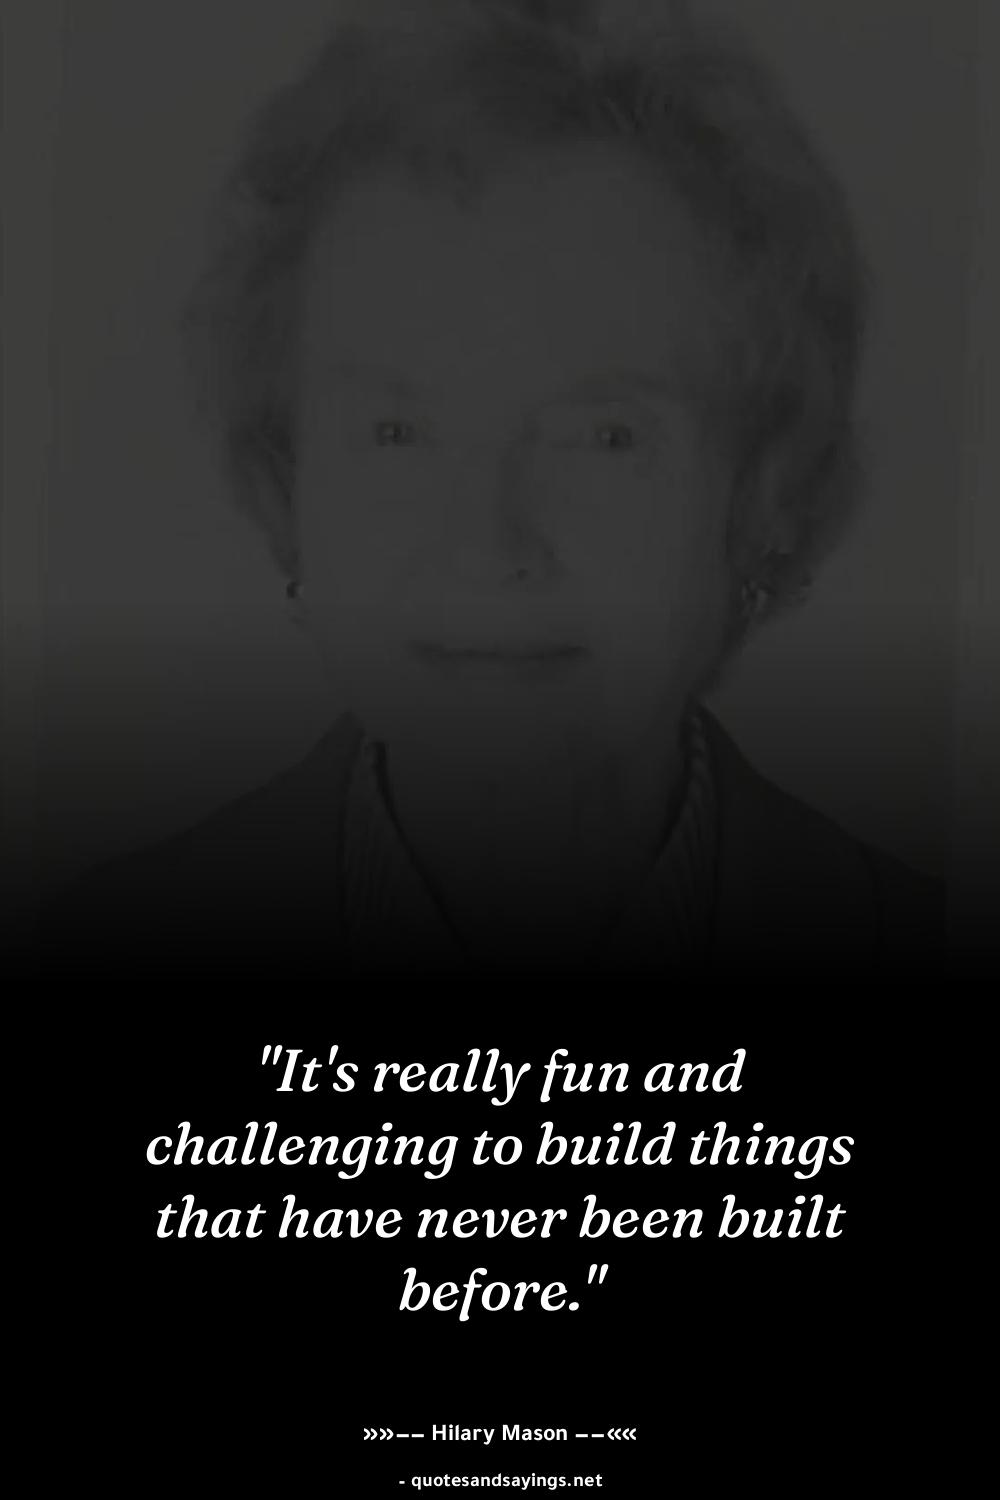 "It's really fun and
challenging to build things
that have never been built
before."
»»–– Hilary Mason ––««
- quotesandsayings.net